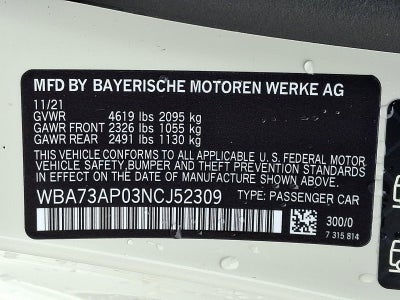 MFD BY BAYERISCHE MOTOREN WERKE AG
11/21
GVWR 4619 lbs 2095 kg
GAWR FRONT 2326 lbs 1055 kg
GAWR REAR 2491 lbs 1130 kg
THIS VEHICLE CONFORMS TO ALL APPLICABLE U.S. FEDERAL MOTOR
VEHICLE SAFETY, BUMPER AND THEFT PREVENTION STANDARDS
IN EFFECT ON THE DATE OF MANUFACTURE SHOWN ABOVE.
WBA73AP03NCJ52309 TYPE: PASSENGER CAR
300/0
7 315 814